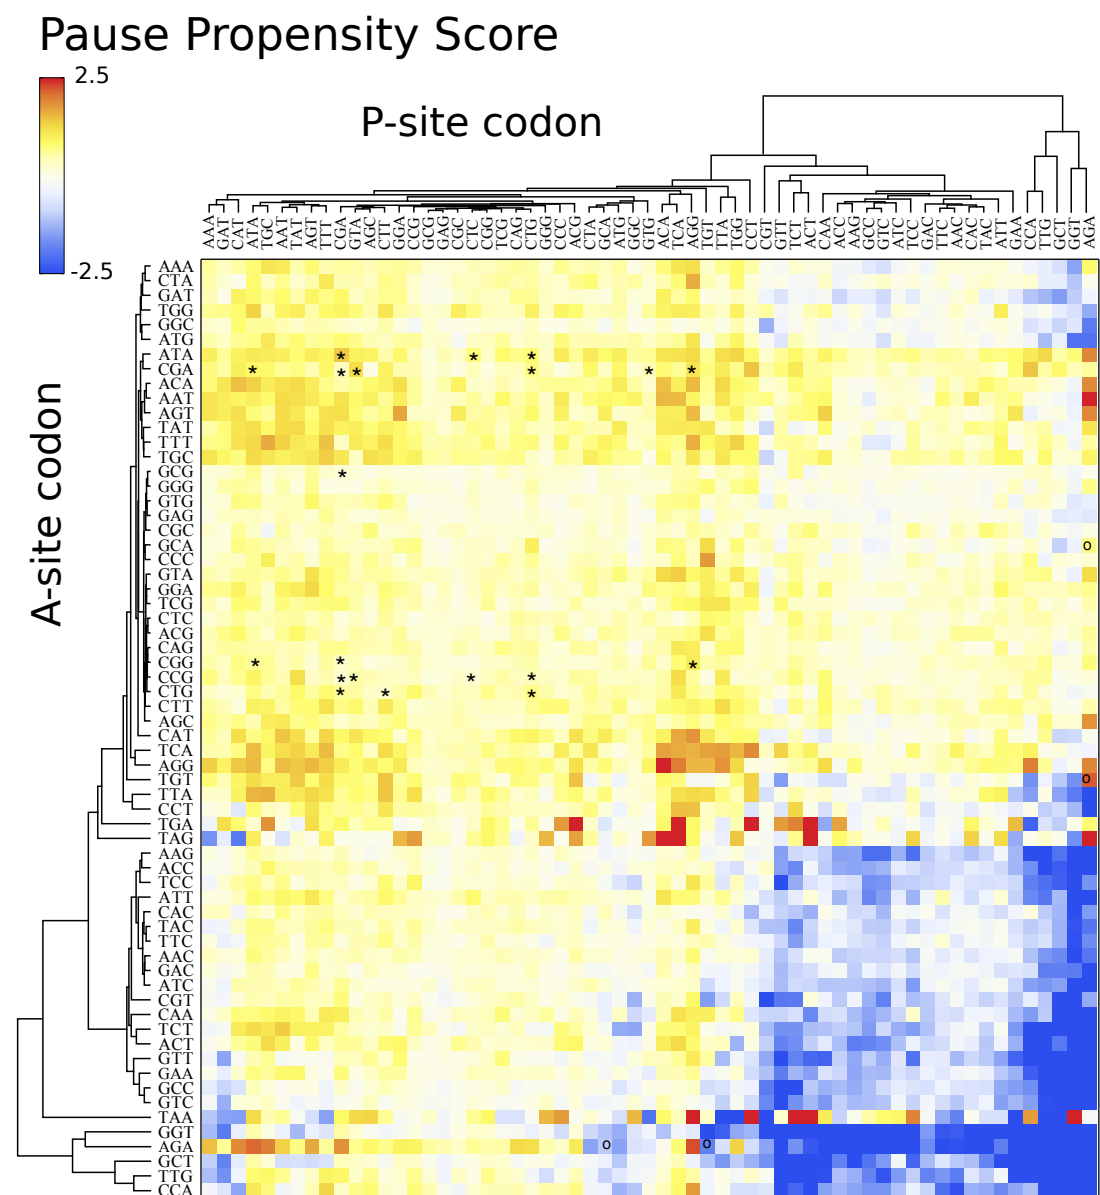 Pause Propensity Score
2.5
-2.5
P-site codon
AAA GAT CAT ATA TGC AAT TAT AGT TTT CGA GTA AGC CTT GGA CCG GCG GAG CGC CTC CGG TCG CAG CTG GGG CCC ACG CTA GCA ATG GGC GTG ACA TCA AGG TGT TTA TGG CCT CGT GTT TCT ACT CAA ACC AAG GCC GTC ATC TCC GAC TTC AAC CAC TAC ATT GAA CCA TTG GCT GGT AGA
A-site codon
AAA
CTA
GAT
TGG
GGC
ATG
ATA
CGA
ACA
AAT
AGT
TAT
TTT
TGC
GCG
GGG
GTG
GAG
CGC
GCA
CCC
GTA
GGA
TCG
CTC
ACG
CAG
CGG
CCG
CTG
CTT
AGC
CAT
TCA
AGG
TGT
TTA
CCT
TGA
TAG
AAG
ACC
TCC
ATT
CAC
TAC
TTC
AAC
GAC
ATC
CGT
CAA
TCT
ACT
GTT
GAA
GCC
GTC
TAA
GGT
AGA
GCT
TTG
CCA